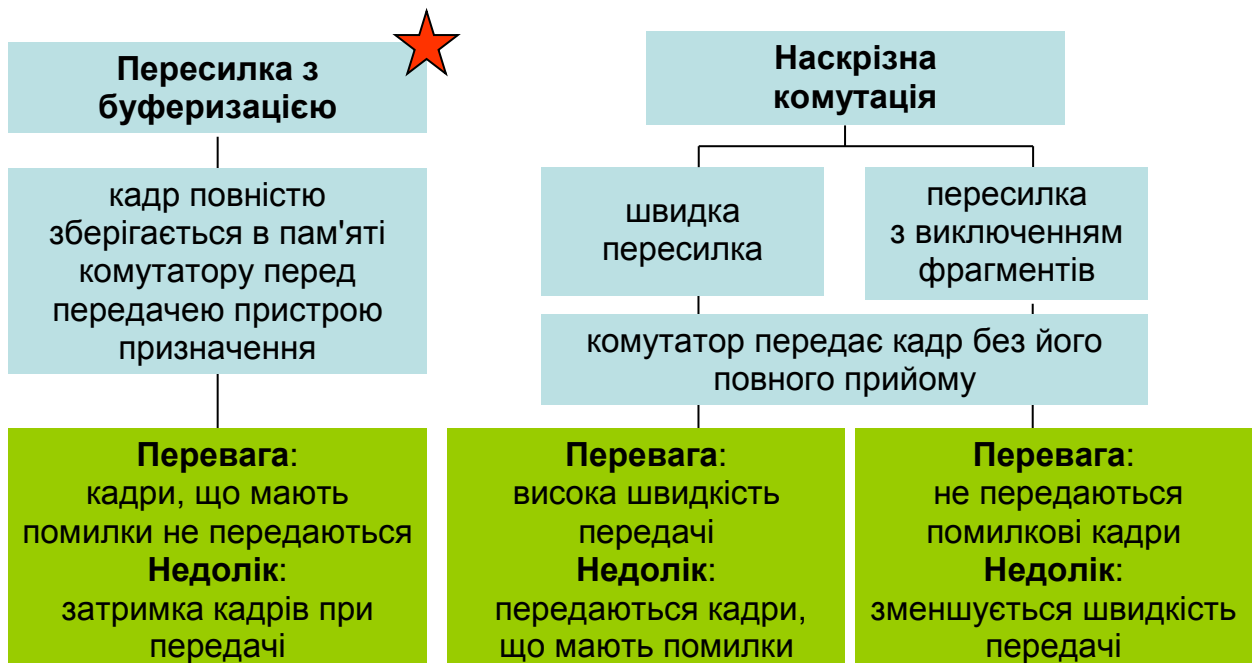 Пересилка з
буферизацією
кадр повністю
зберігається в пам'яті
комутатору перед
передачею пристрою
призначення
Перевага:
кадри, що мають
помилки не передаються
Недолік:
затримка кадрів при
передачі
Наскрізна
комутація
швидка
пересилка
пересилка
з виключенням
фрагментів
комутатор передає кадр без його
повного прийому
Перевага:
висока швидкість
передачі
Недолік:
передаються кадри,
що мають помилки
Перевага:
не передаються
помилкові кадри
Недолік:
зменшується швидкість
передачі